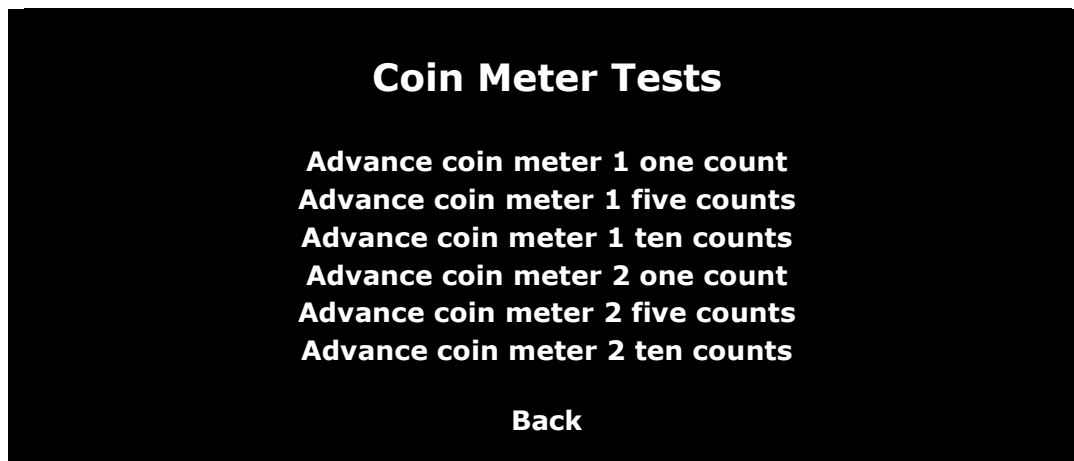 Coin Meter Tests
Advance coin meter 1 one count
Advance coin meter 1 five counts
Advance coin meter 1 ten counts
Advance coin meter 2 one count
Advance coin meter 2 five counts
Advance coin meter 2 ten counts
Back